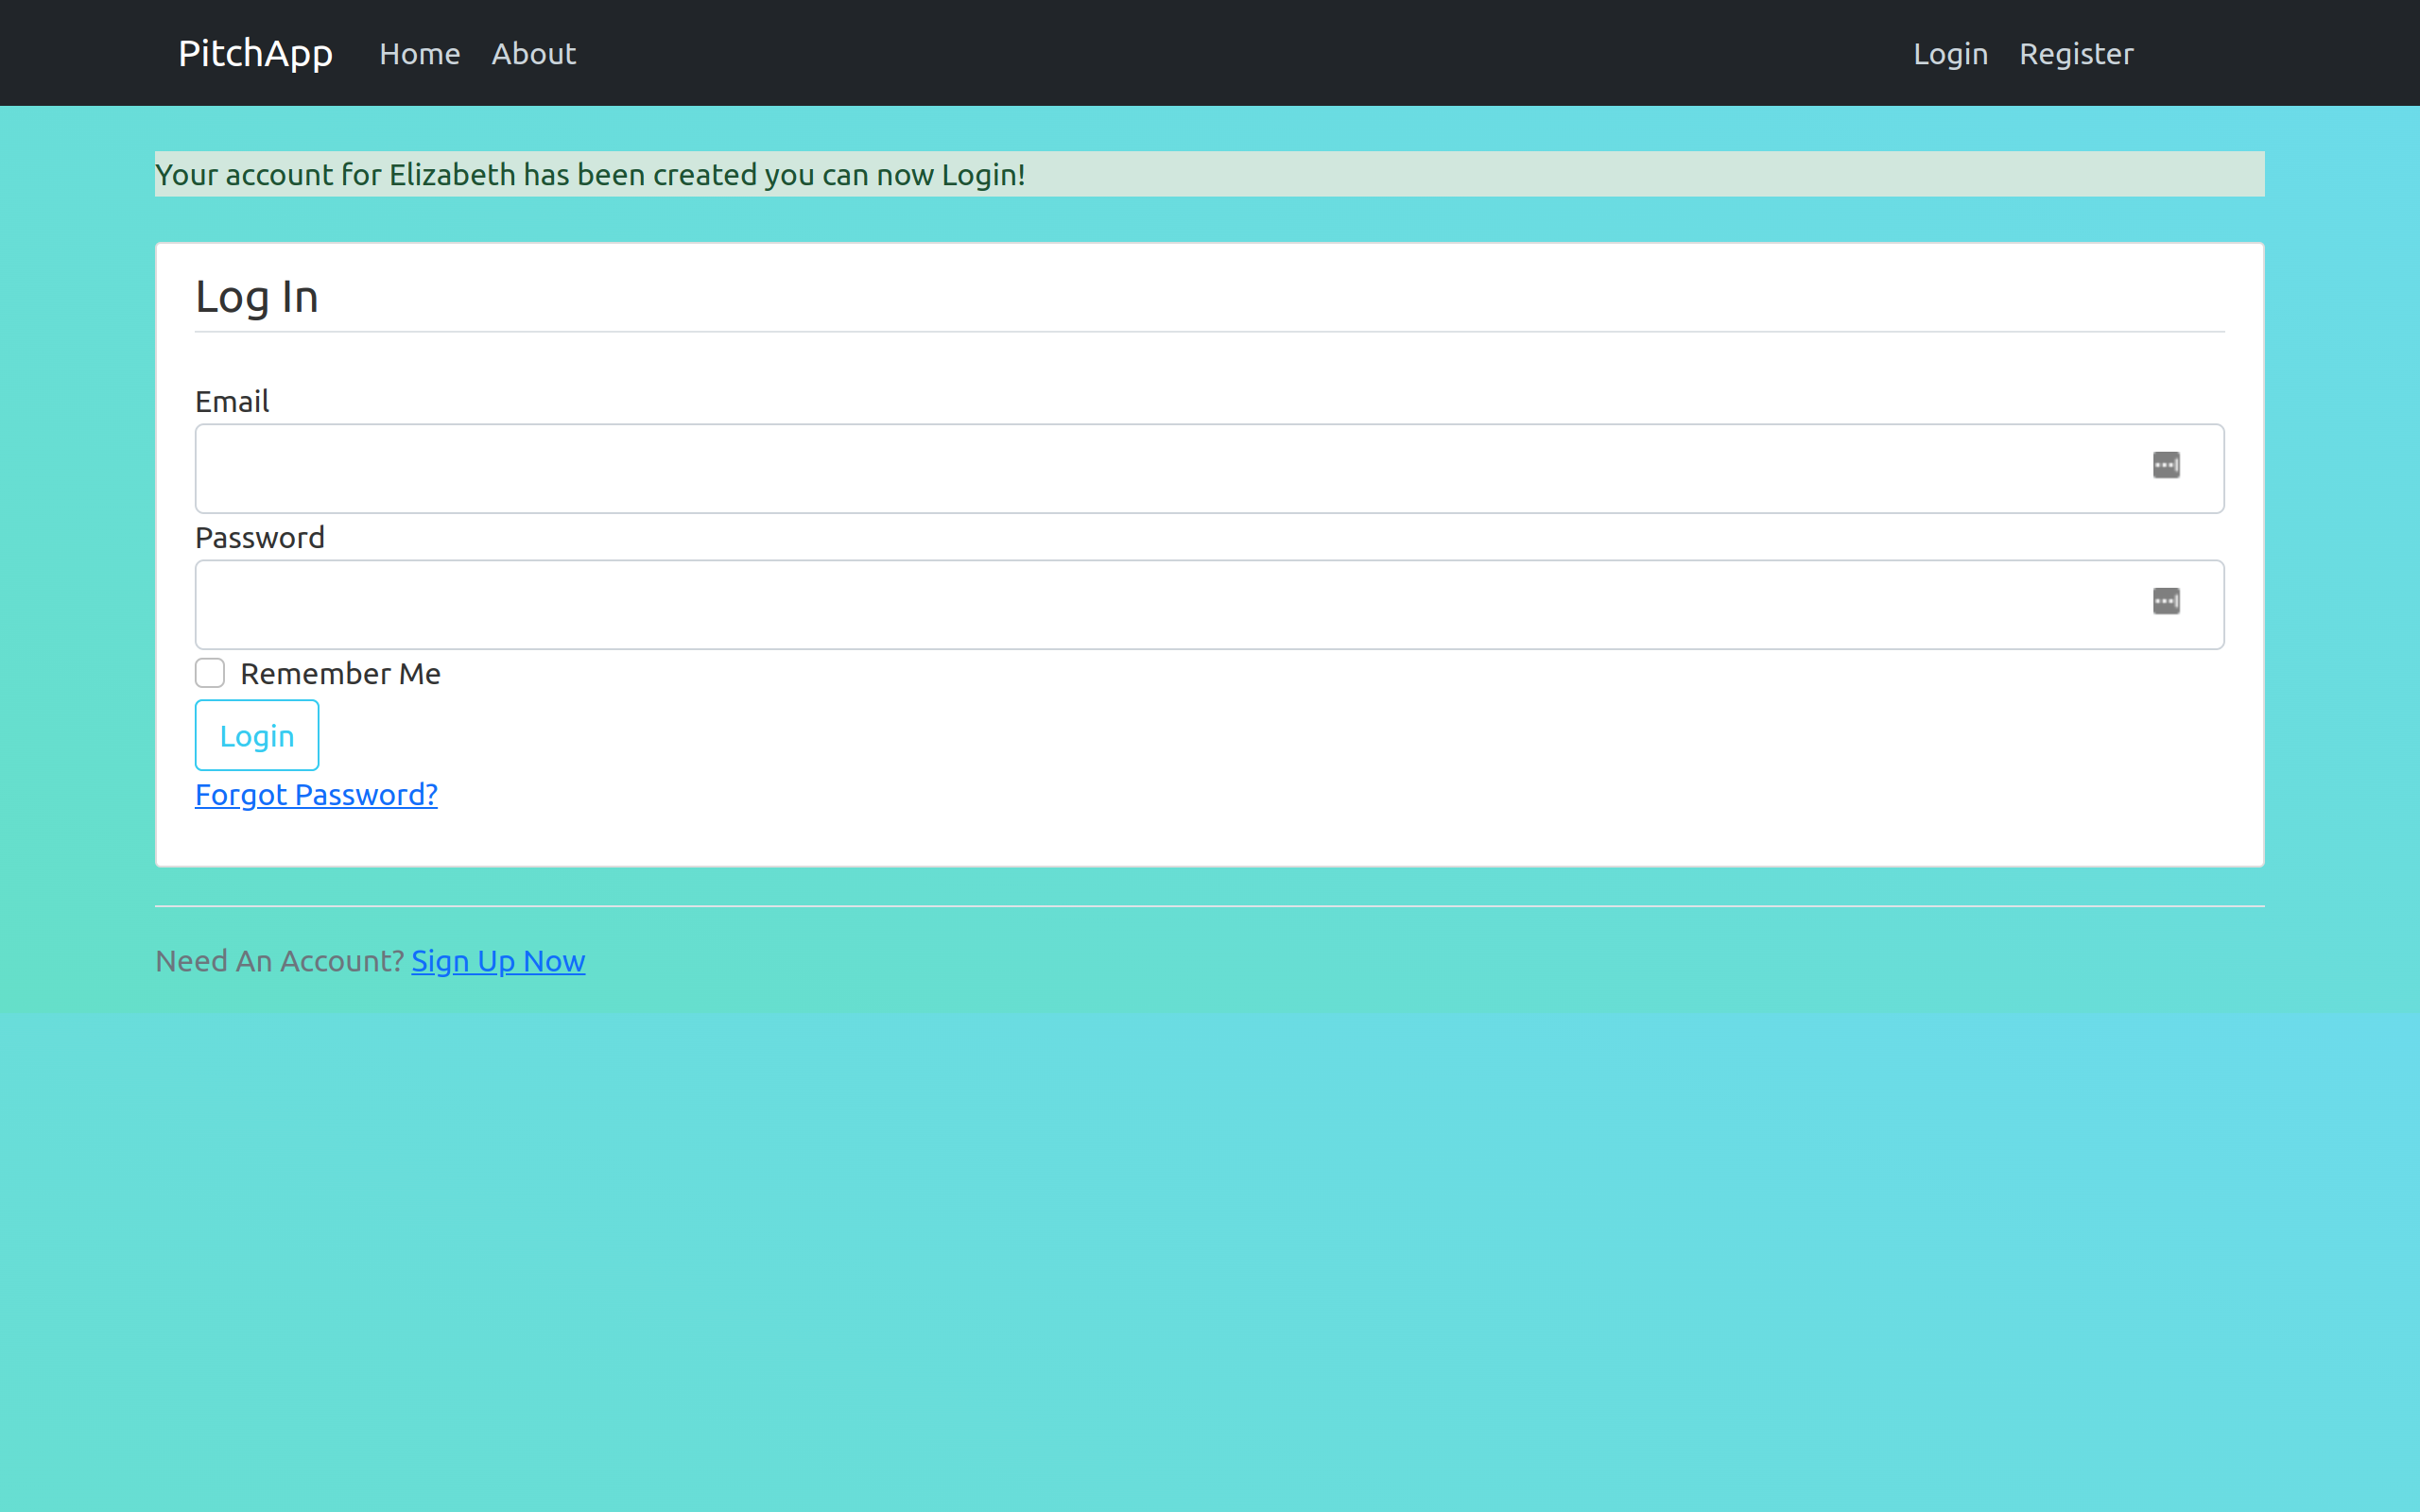 PitchApp Home About Login Register
Your account for Elizabeth has been created you can now Login!
Log In
Email
Password
Remember Me
Login
Forgot Password?
Need An Account? Sign Up Now